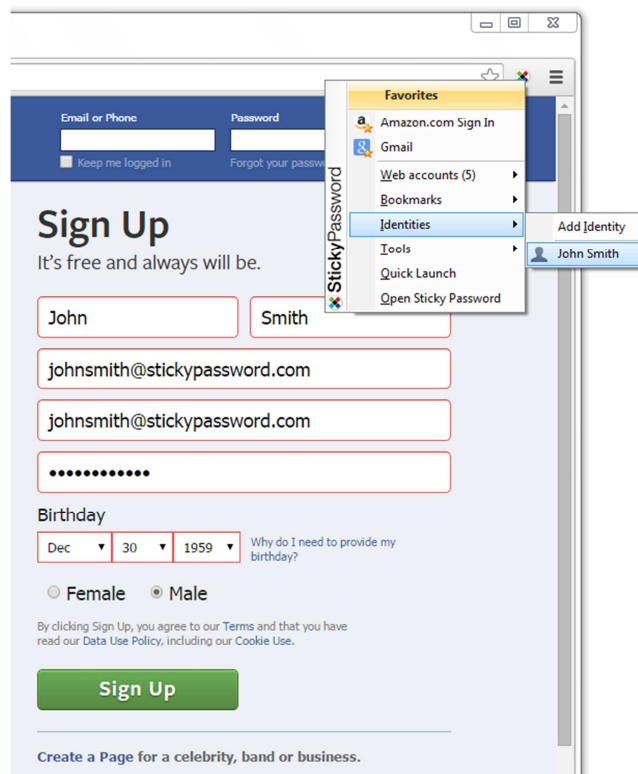 Email or Phone
Password
Keep me logged in
Forgot your
Favorites
Amazon.com Sign In
Gmail
Web accounts (5)
Bookmarks
Identities
Tools
Quick Launch
Open Sticky Password
StickyPassword
Add Identity
John Smith
Sign Up
It's free and always will be.
John
Smith
johnsmith@stickypassword.com
johnsmith@stickypassword.com
••••••••••••
Birthday
Dec 30 1959
Why do I need to provide my
birthday?
Female Male
By clicking Sign Up, you agree to our Terms and that you have
read our Data Use Policy, including our Cookie Use.
Sign Up
Create a Page for a celebrity, band or business.